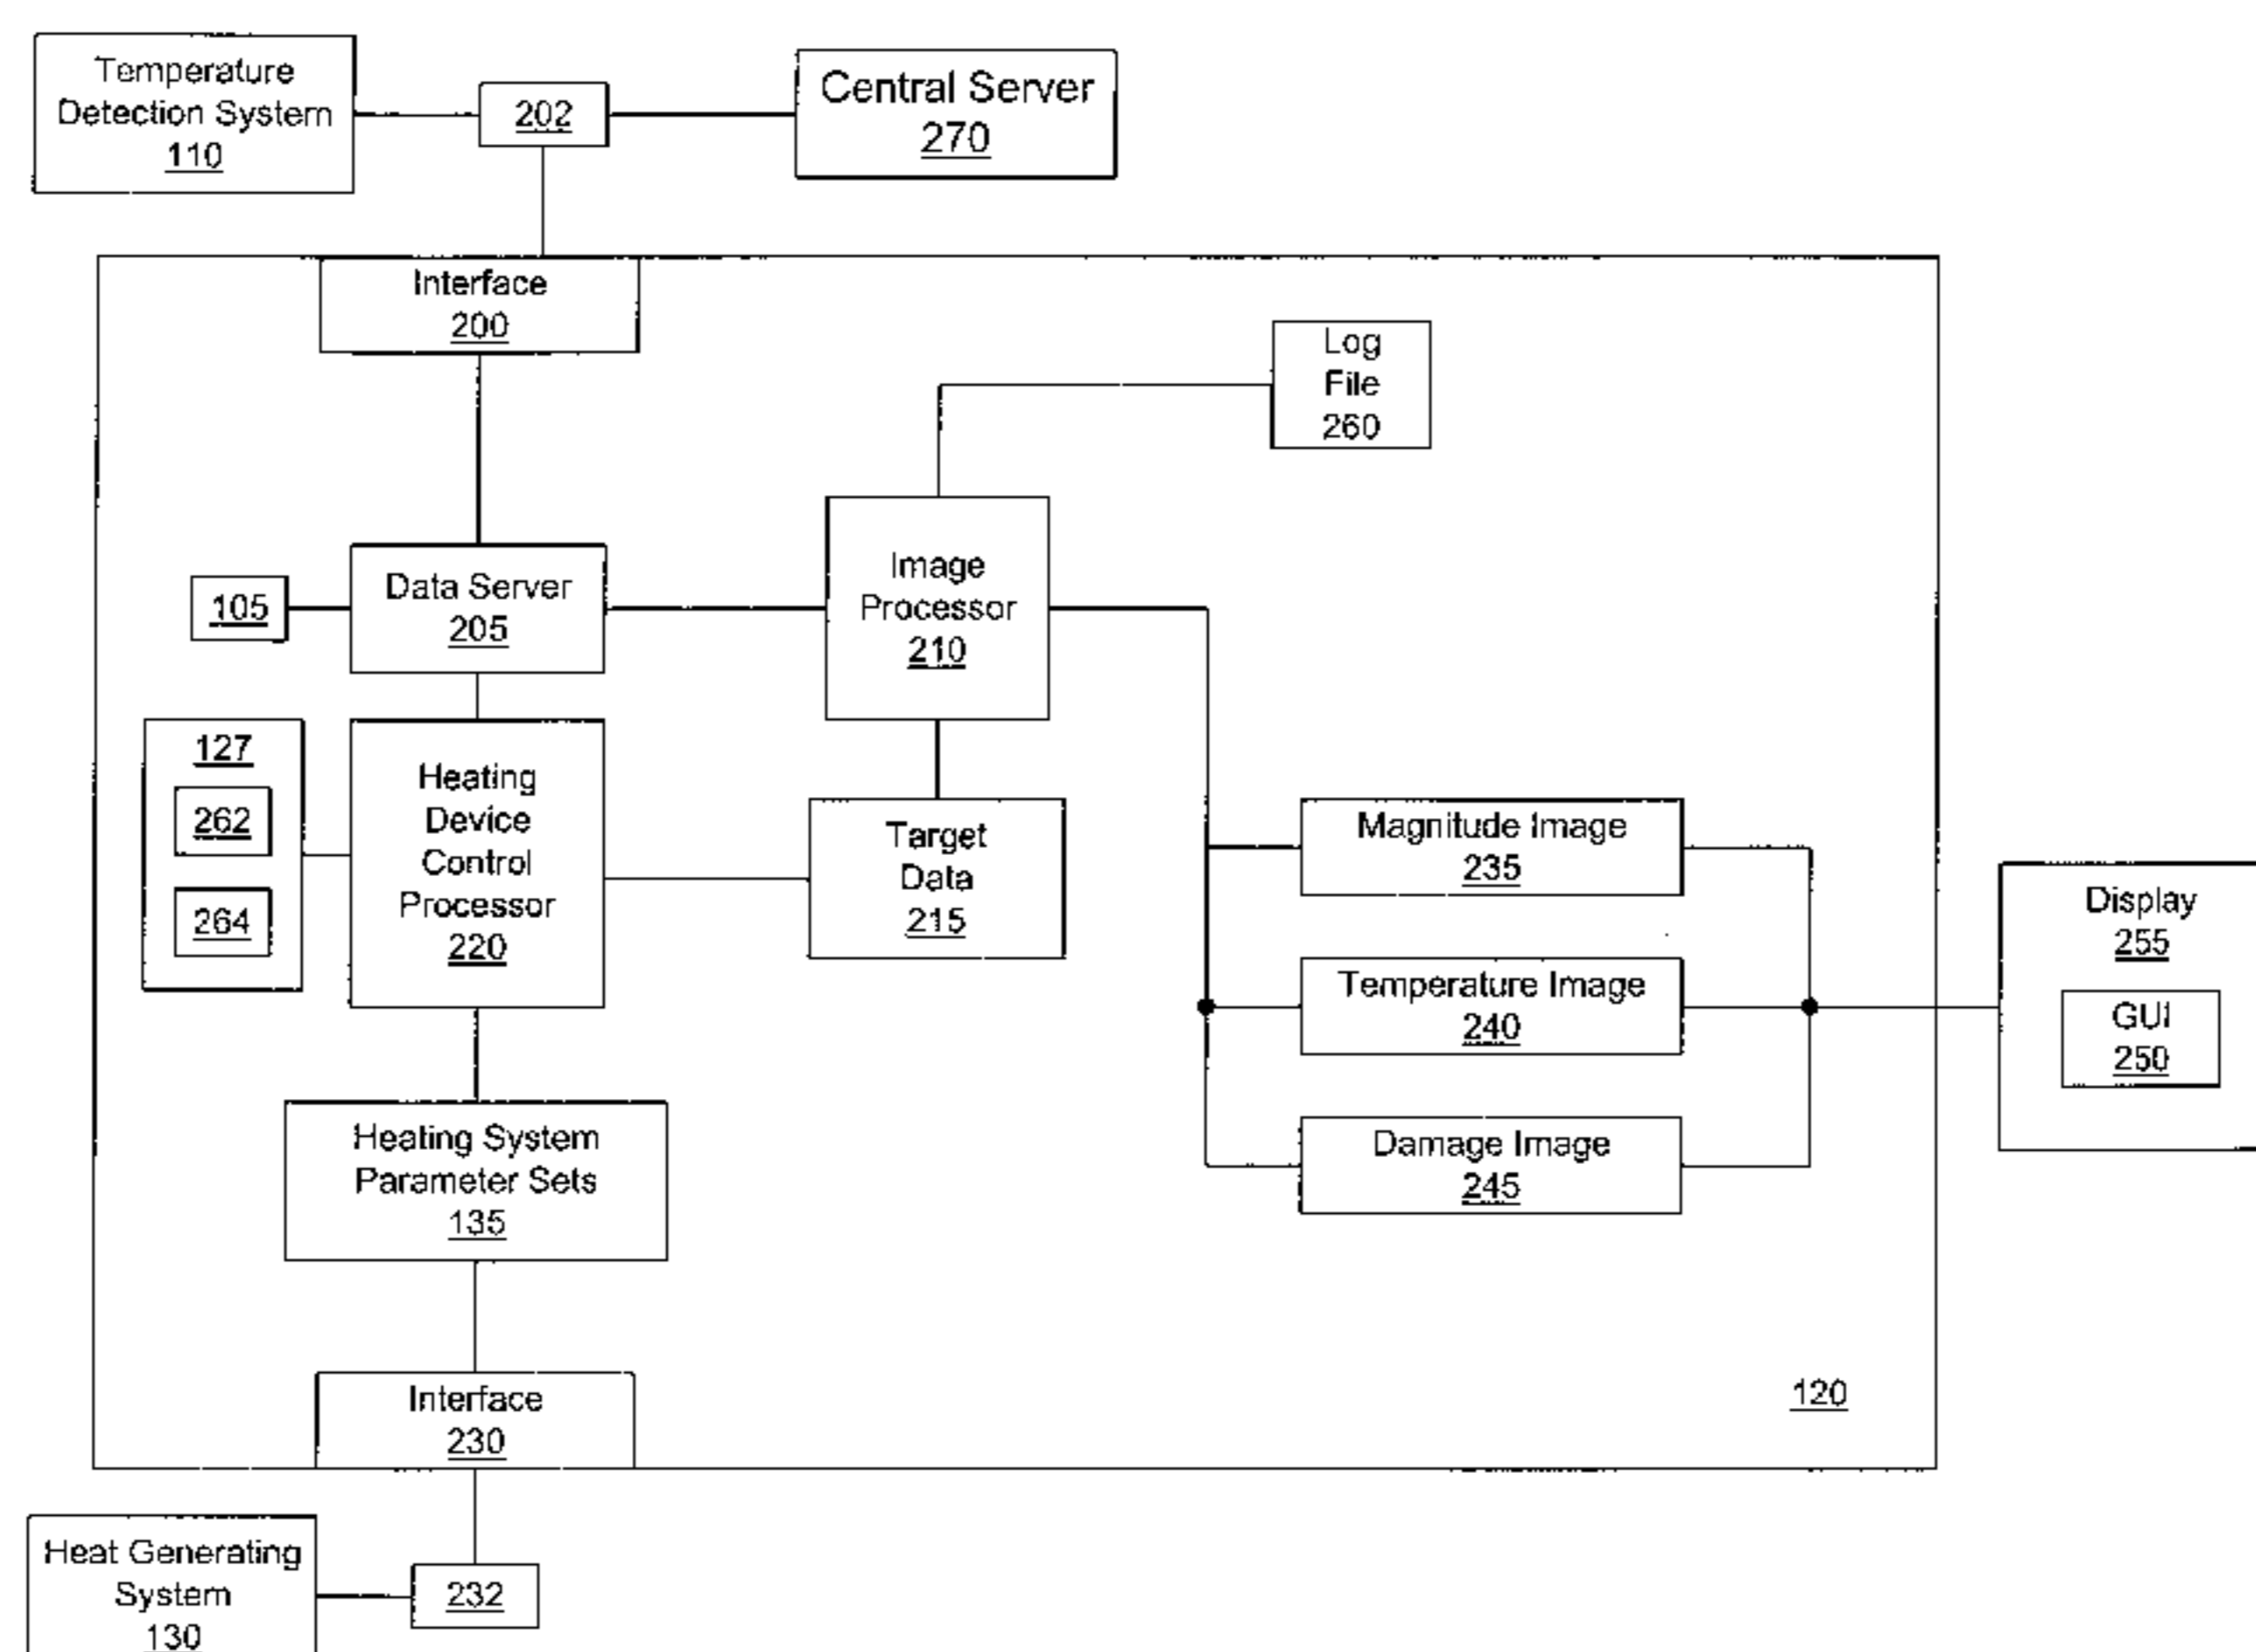 Temperature
Detection System
110
202
Central Server
270
Interface
200
Log
File
260
Image
Processor
210
Data Server
205
105
127
262
264
Heating
Device
Control
Processor
220
Target
Data
215
Magnitude Image
235
Temperature Image
240
Damage Image
245
Display
255
GUI
250
Heating System
Parameter Sets
135
Interface
230
120
Heat Generating
System
130
232